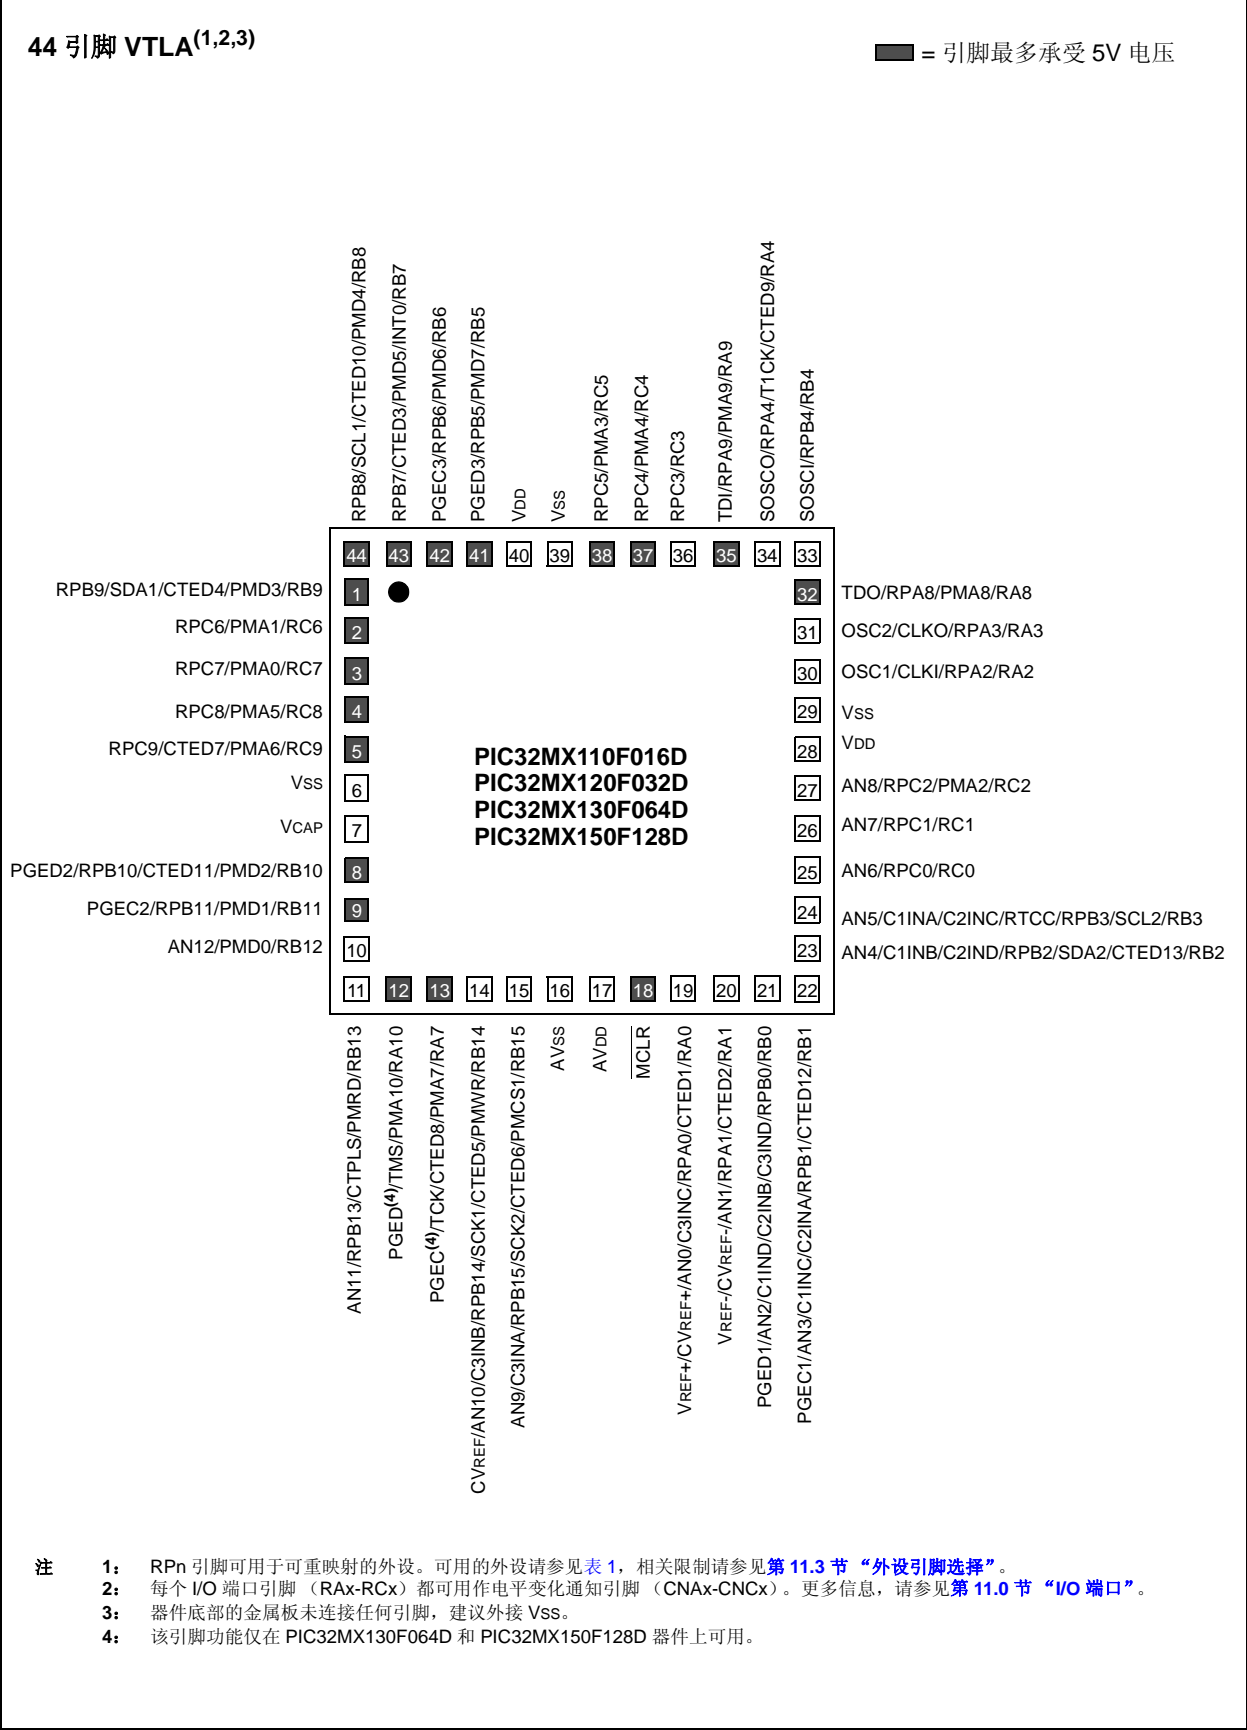 44 引脚 VTLA(1,2,3)
= 引脚最多承受 5V 电压
RPB8/SCL1/CTED10/PMD4/RB8
RPB7/CTED3/PMD5/INT0/RB7
PGEC3/RPB6/PMD6/RB6
PGED3/RPB5/PMD7/RB5
VDD
VSS
RPC5/PMA3/RC5
RPC4/PMA4/RC4
RPC3/RC3
TDI/RPA9/PMA9/RA9
SOSCO/RPA4/T1CK/CTED9/RA4
SOSCI/RPB4/RB4
44 43 42 41 40 39 38 37 36 35 34 33
RPB9/SDA1/CTED4/PMD3/RB9 1
RPC6/PMA1/RC6 2
RPC7/PMA0/RC7 3
RPC8/PMA5/RC8 4
RPC9/CTED7/PMA6/RC9 5
VSS 6
VCAP 7
PGED2/RPB10/CTED11/PMD2/RB10 8
PGEC2/RPB11/PMD1/RB11 9
AN12/PMD0/RB12 10
PIC32MX110F016D
PIC32MX120F032D
PIC32MX130F064D
PIC32MX150F128D
32 TDO/RPA8/PMA8/RA8
31 OSC2/CLKO/RPA3/RA3
30 OSC1/CLKI/RPA2/RA2
29 VSS
28 VDD
27 AN8/RPC2/PMA2/RC2
26 AN7/RPC1/RC1
25 AN6/RPC0/RC0
24 AN5/C1INA/C2INC/RTCC/RPB3/SCL2/RB3
23 AN4/C1INB/C2IND/RPB2/SDA2/CTED13/RB2
11 12 13 14 15 16 17 18 19 20 21 22
AN11/RPB13/CTPLS/PMRD/RB13
PGED(4)/TMS/PMA10/RA10
PGEC(4)/TCK/CTED8/PMA7/RA7
CVREF/AN10/C3INB/RPB14/SCK1/CTED5/PMWR/RB14
AN9/C3INA/RPB15/SCK2/CTED6/PMCS1/RB15
AVSS
AVDD
MCLR
VREF+/CVREF+/AN0/C3INC/RPA0/CTED1/RA0
VREF-/CVREF-/AN1/RPA1/CTED2/RA1
PGED1/AN2/C1IND/C2INB/C3IND/RPB0/RB0
PGEC1/AN3/C1INC/C2INA/RPB1/CTED12/RB1
注 1： RPn 引脚可用于可重映射的外设。可用的外设请参见表 1，相关限制请参见第 11.3 节 “外设引脚选择”。
2： 每个 I/O 端口引脚 （RAx-RCx）都可用作电平变化通知引脚 （CNAx-CNCx）。更多信息，请参见第 11.0 节 “I/O 端口”。
3： 器件底部的金属板未连接任何引脚，建议外接 Vss。
4： 该引脚功能仅在 PIC32MX130F064D 和 PIC32MX150F128D 器件上可用。